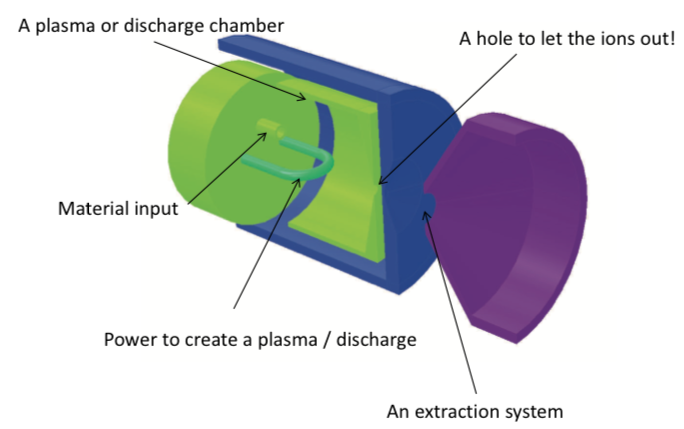 A plasma or discharge chamber
A hole to let the ions out!
Material input
Power to create a plasma / discharge
An extraction system